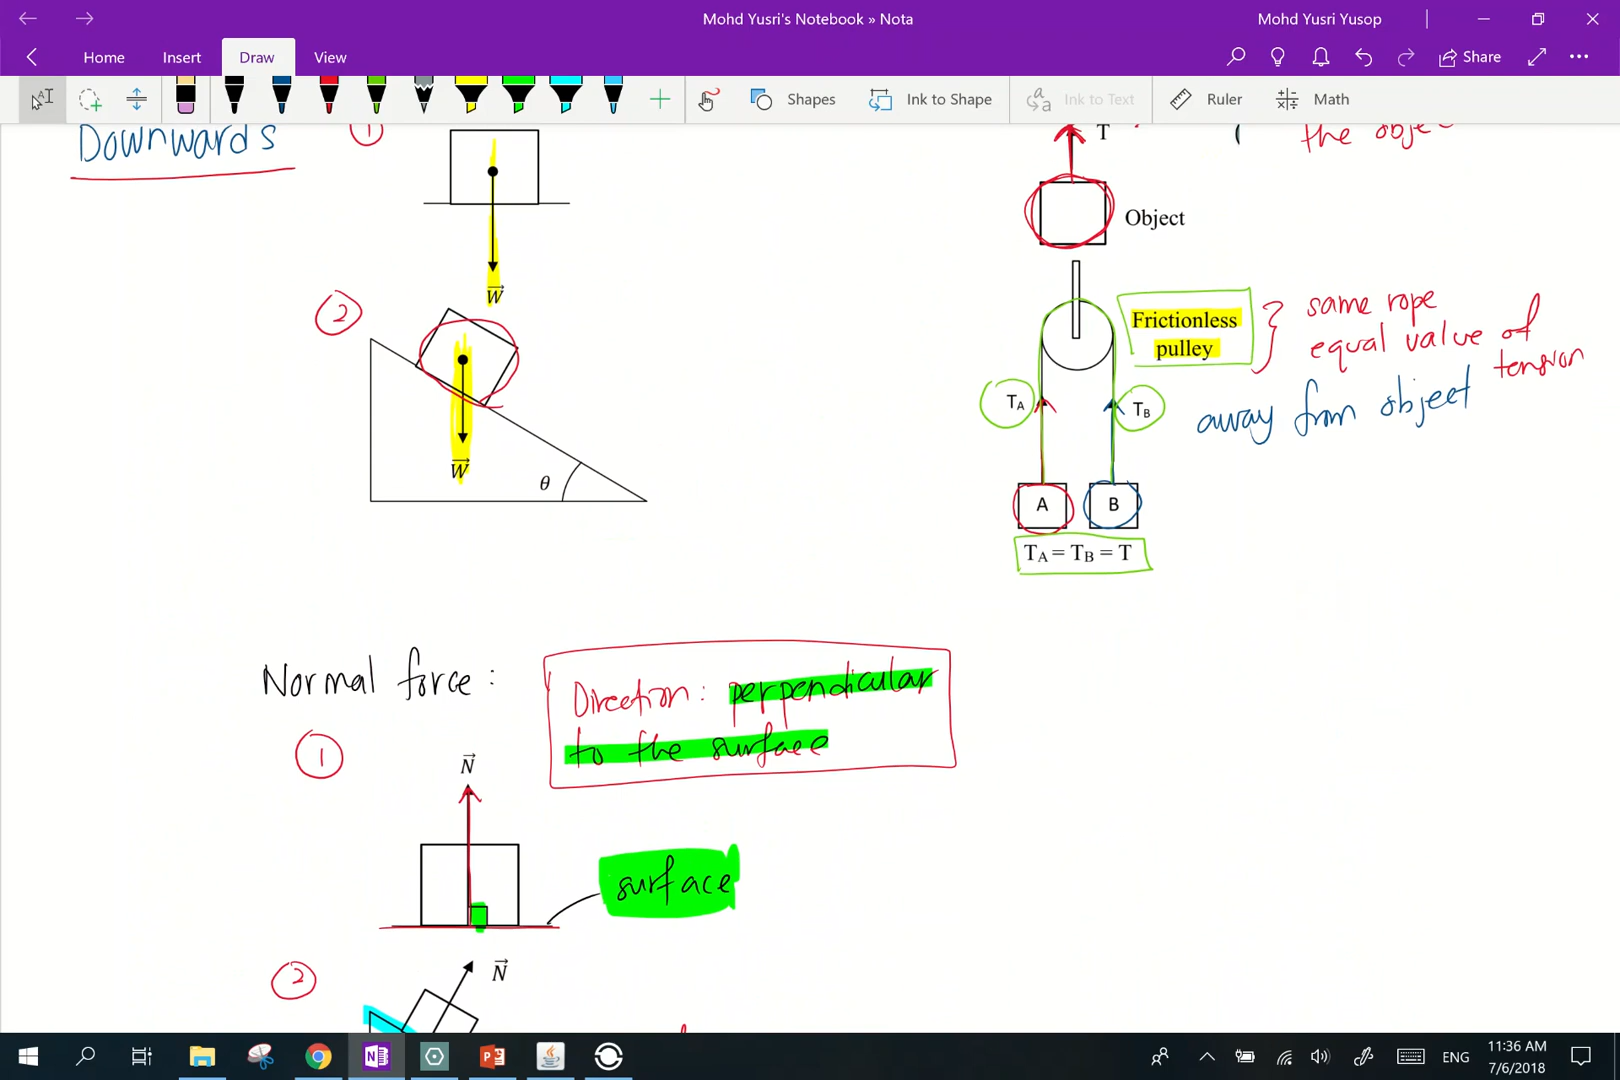 Mohd Yusri's Notebook » Nota
Mohd Yusri Yusop
Home Insert Draw View
Share
Shapes
Ink to Shape
Ink to Text
Ruler
Math
Downwards
1
W
2
W
θ
T
the objec
Object
Frictionless
pulley
same rope
equal value of
tension
away from object
TA
TB
A
B
TA = TB = T
Normal force:
Direction: perpendicular
to the surface
1
N
surface
2
N
ENG
11:36 AM
7/6/2018